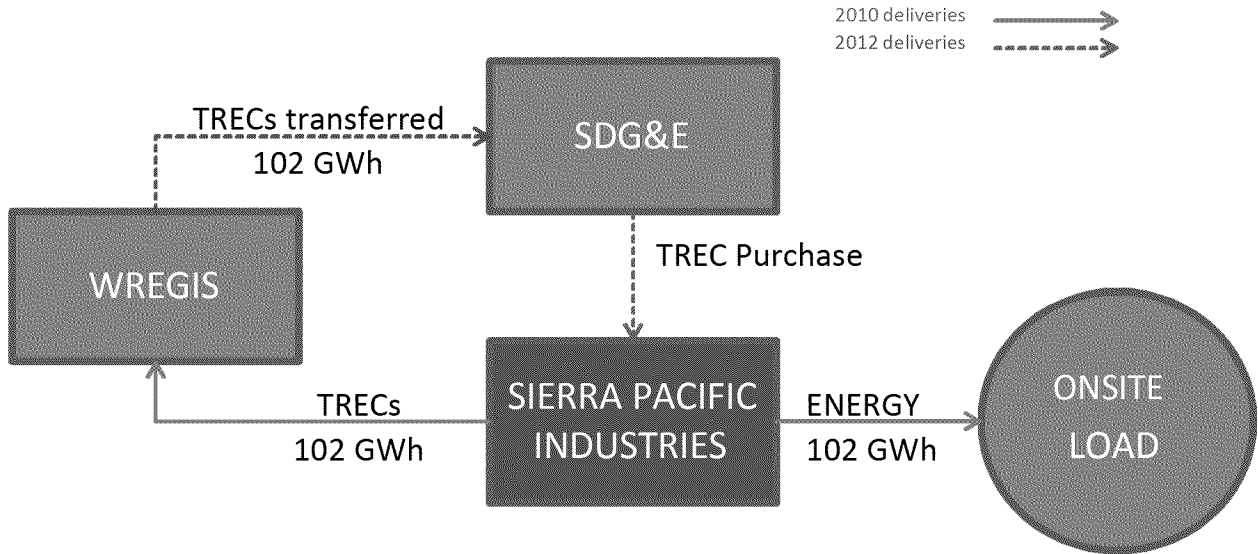 2010 deliveries
2012 deliveries
TRECs transferred
102 GWh
SDG&E
WREGIS
TREC Purchase
TRECs
102 GWh
SIERRA PACIFIC
INDUSTRIES
ENERGY
102 GWh
ONSITE
LOAD